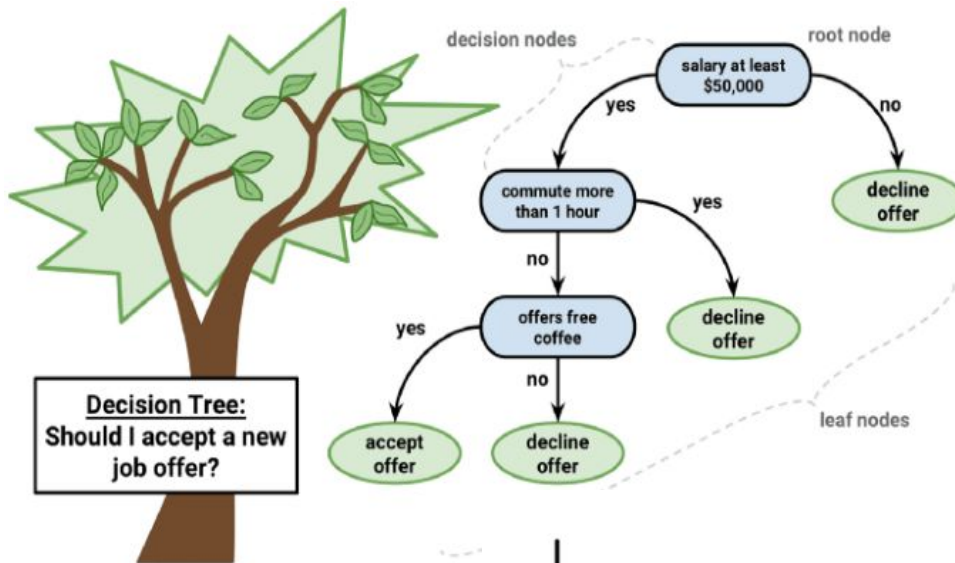 decision nodes
root node
salary at least
$50,000
yes
no
commute more
than 1 hour
yes
decline
offer
no
offers free
coffee
decline
offer
yes
no
leaf nodes
accept
offer
decline
offer
Decision Tree:
Should I accept a new
job offer?